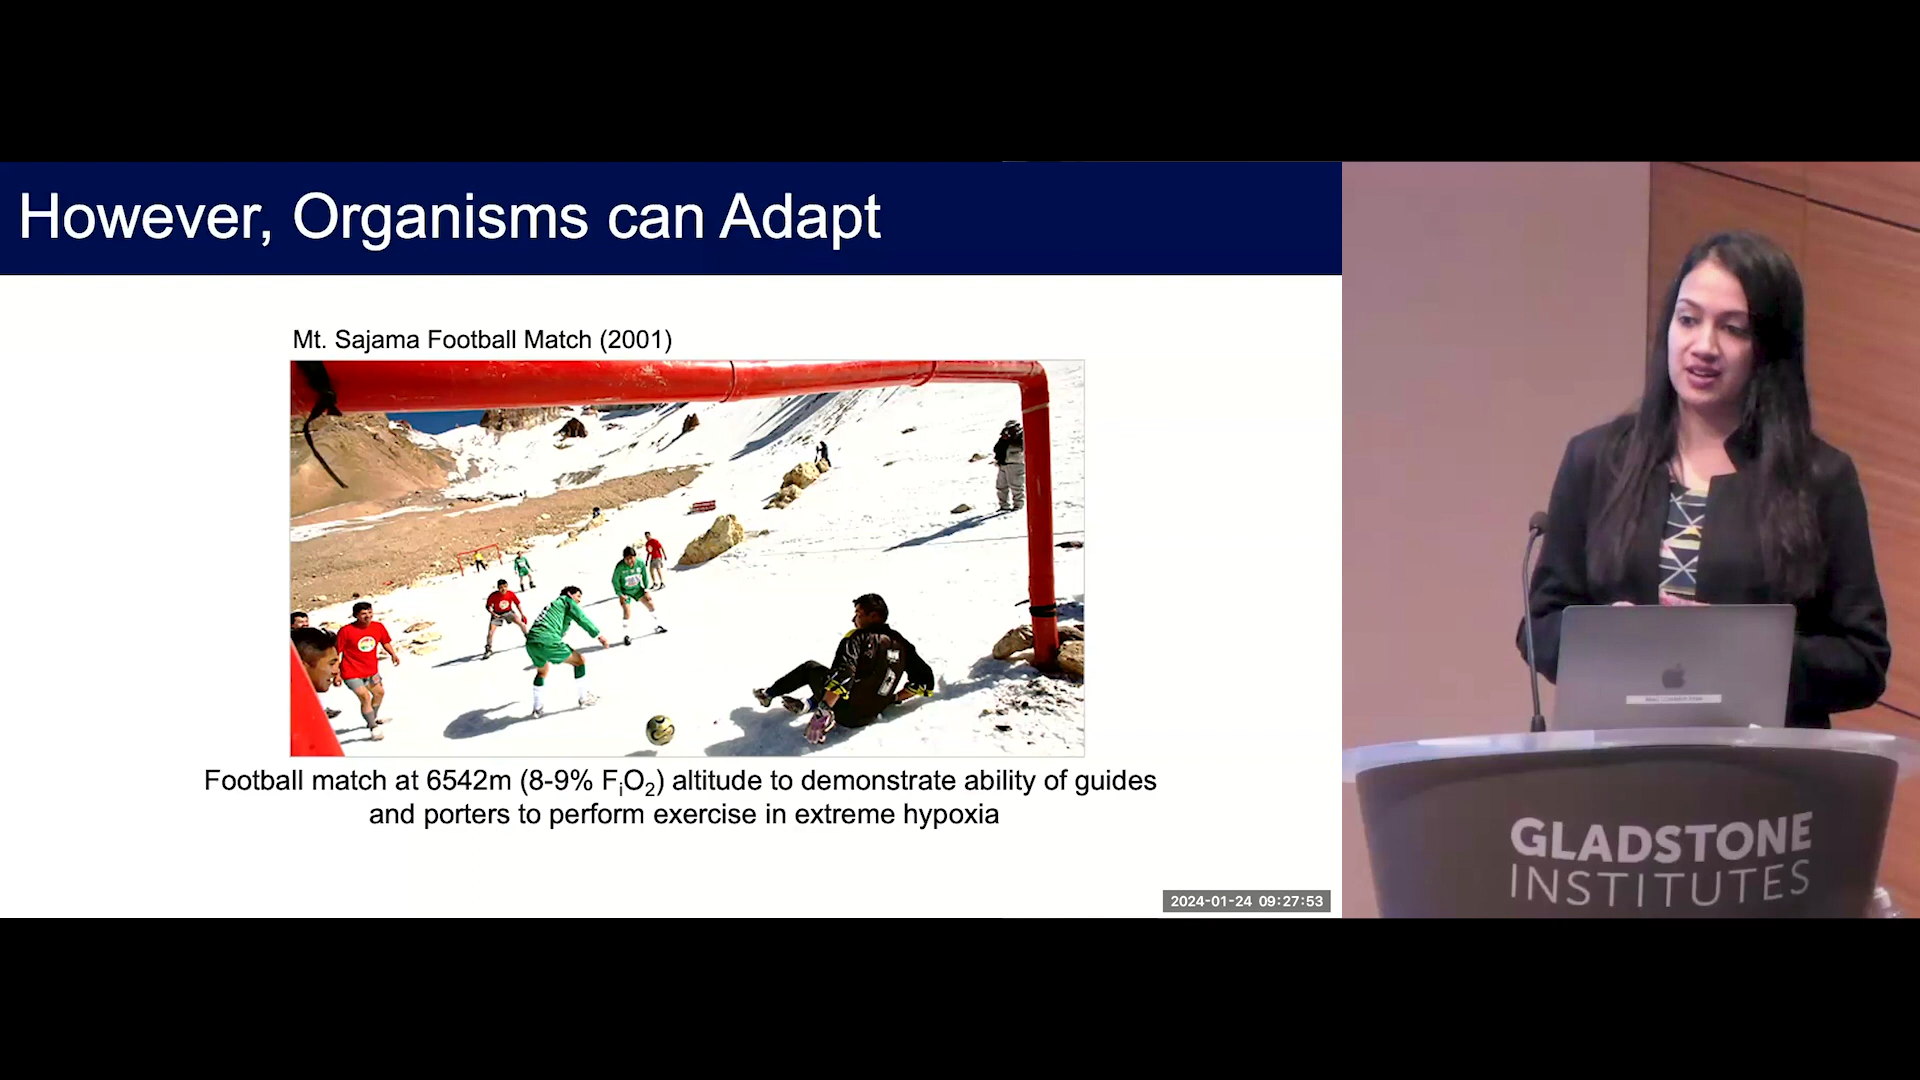 However, Organisms can Adapt
Mt. Sajama Football Match (2001)
Football match at 6542m (8-9% FᵢO₂) altitude to demonstrate ability of guides
and porters to perform exercise in extreme hypoxia
2024-01-24 09:27:53
GLADSTONE
INSTITUTES